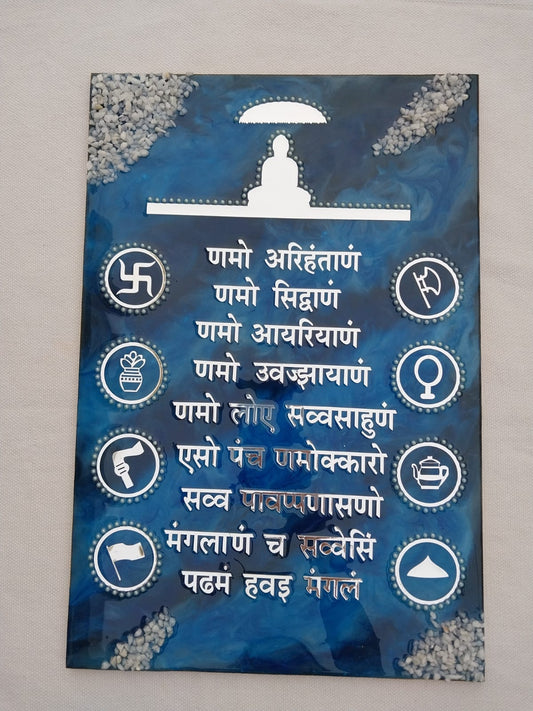 णमो अरिहंताणं
णमो सिद्वाणं
णमो आयरियाणं
णमो उवज्झायाणं
णमो लोए सव्वसाहुणं
एसो पंच णमोक्कारो
सव्व पावप्पणासणो
मंगलाणं च सव्वेसिं
पढमं हवइ मंगलं